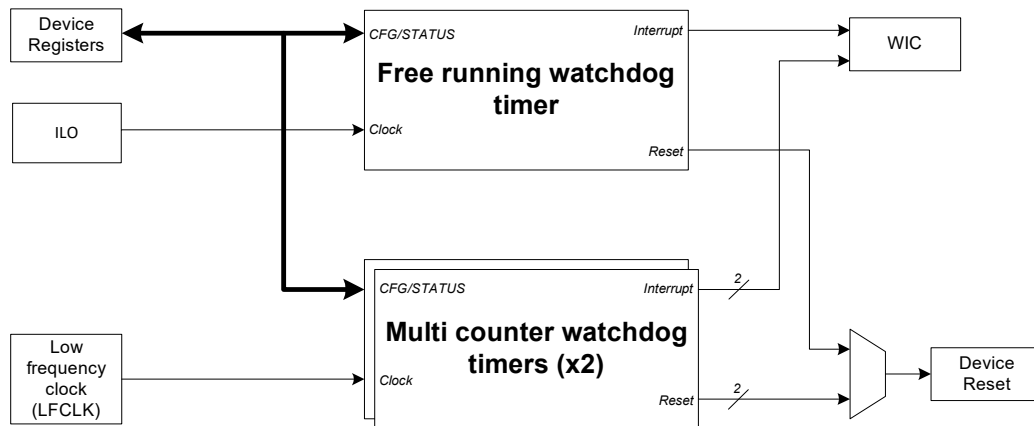 Device
Registers
CFG/STATUS
Interrupt
WIC
Free running watchdog
timer
ILO
Clock
Reset
CFG/STATUS
Interrupt
2
Multi counter watchdog
timers (x2)
Low
frequency
clock
(LFCLK)
Clock
Reset
2
Device
Reset